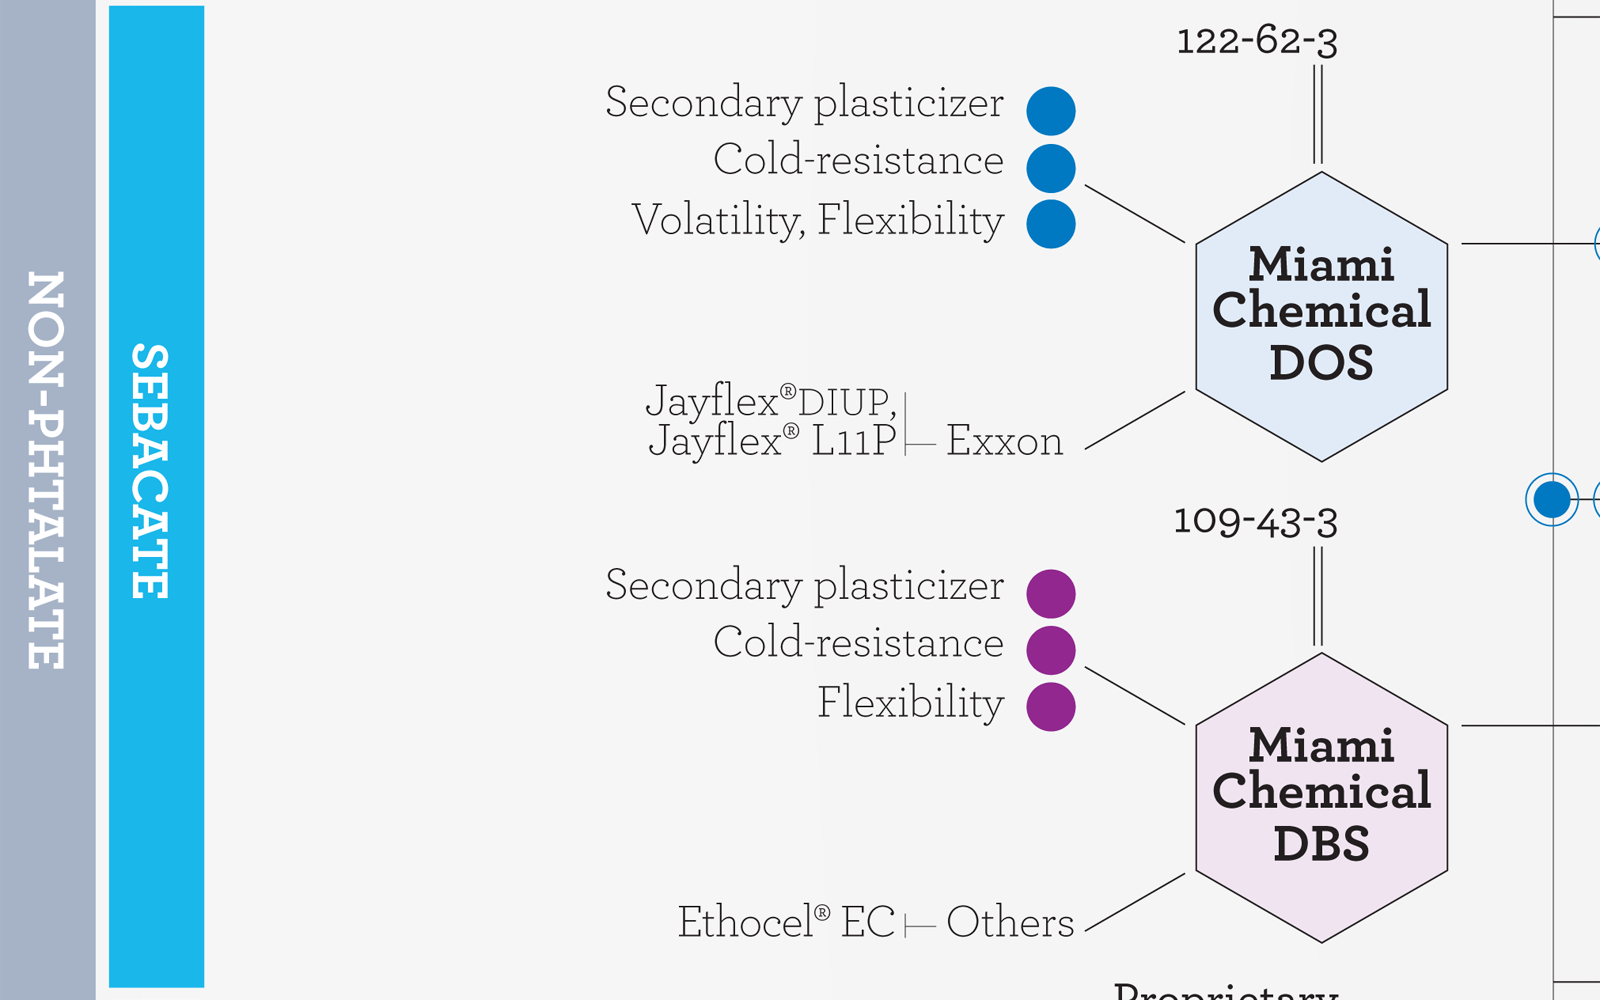 NON-PHTALATE
SEBACATE
122-62-3
Secondary plasticizer
Cold-resistance
Volatility, Flexibility
Miami
Chemical
DOS
Jayflex® DIUP,
Jayflex® L11P
Exxon
109-43-3
Secondary plasticizer
Cold-resistance
Flexibility
Miami
Chemical
DBS
Ethocel® EC
Others
Proprietary